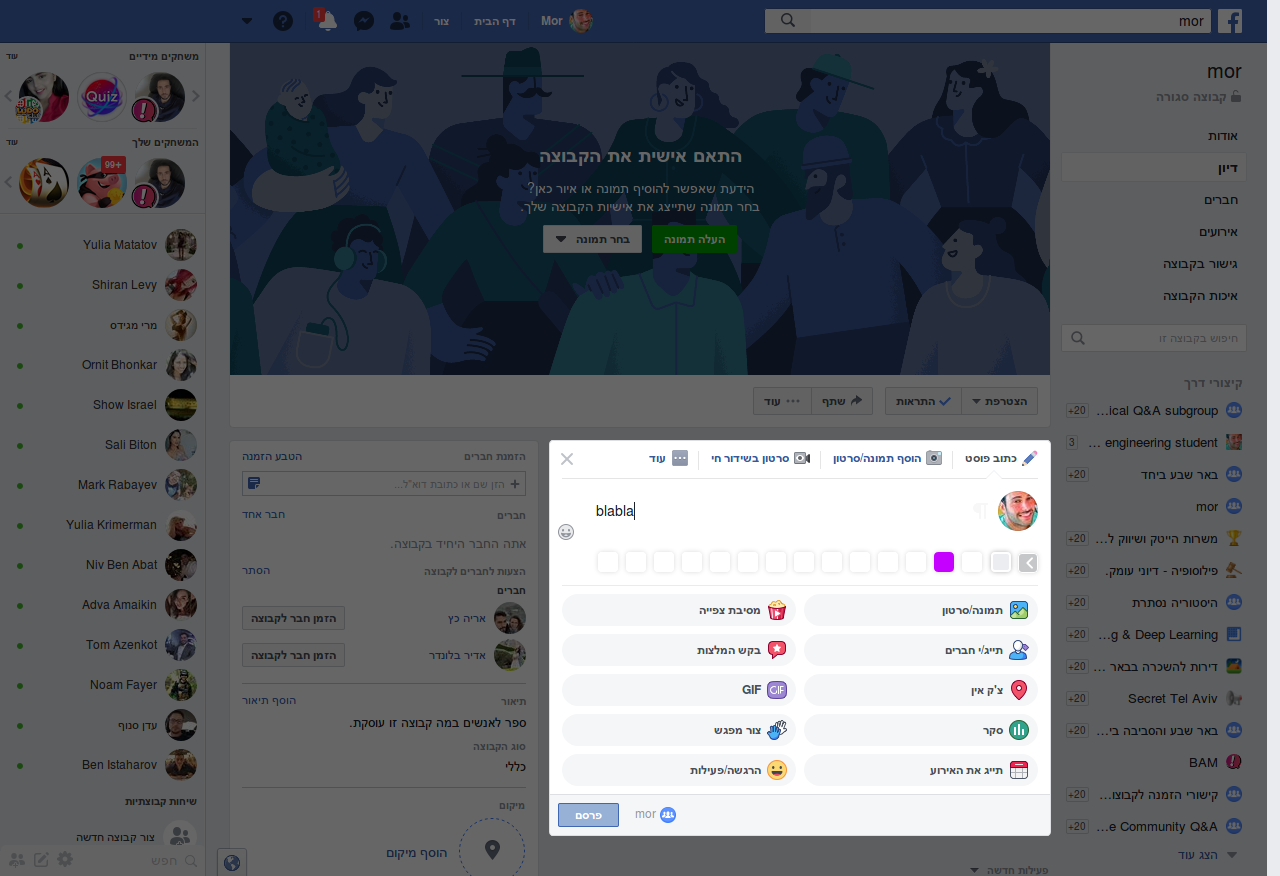 mor
Mor
דף הבית
צור
1
mor
קבוצה סגורה
אודות
דיון
חברים
אירועים
גישור בקבוצה
איכות הקבוצה
חיפוש בקבוצה זו
קיצורי דרך
ical Q&A subgroup... 20+
engineering student ... 3
באר שבע ביחד 20+
mor
משרות הייטק ושיווק ל... 20+
פילוסופיה - דיוני עומק. 20+
היסטוריה נסתרת 20+
g & Deep Learning... 20+
דירות להשכרה בבאר ... 20+
Secret Tel Aviv 20+
באר שבע והסביבה בי... 20+
BAM
קישורי הזמנה לקבוצו... 20+
e Community Q&A... 20+
הצג עוד
התאם אישית את הקבוצה
הידעת שאפשר להוסיף תמונה או איור כאן?
בחר תמונה שתייצג את אישיות הקבוצה שלך.
העלה תמונה
בחר תמונה
הצטרפת
התראות
שתף
עוד
כתוב פוסט
הוסף תמונה/סרטון
סרטון בשידור חי
עוד
blabla
תמונה/סרטון
מסיבת צפייה
תייג/י חברים
בקש המלצות
צ'ק אין
GIF
סקר
צור מפגש
תייג את האירוע
הרגשה/פעילות
mor
פרסם
פעילות חדשה
הזמנת חברים
הטבע הזמנה
הזן שם או כתובת דוא"ל...
חברים
חבר אחד
אתה החבר היחיד בקבוצה.
הצעות לחברים לקבוצה
הסתר
חברים
אריה כץ
הזמן חבר לקבוצה
אדיר בלונדר
הזמן חבר לקבוצה
תיאור
הוסף תיאור
ספר לאנשים במה קבוצה זו עוסקת.
סוג הקבוצה
כללי
מיקום
הוסף מיקום
משחקים מידיים
עוד
Quiz
המשחקים שלך
עוד
99+
Yulia Matatov
Shiran Levy
מרי מגידס
Ornit Bhonkar
Show Israel
Sali Biton
Mark Rabayev
Yulia Krimerman
Niv Ben Abat
Adva Amaikin
Tom Azenkot
Noam Fayer
עדן סנוף
Ben Istaharov
שיחות קבוצתיות
צור קבוצה חדשה
חפש